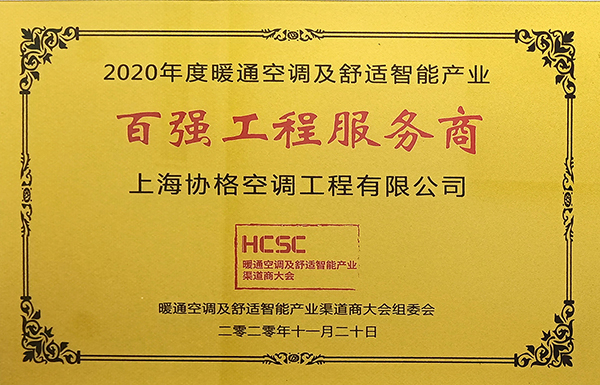 2020年度暖通空调及舒适智能产业
百强工程服务商
上海协格空调工程有限公司
HCSC
暖通空调及舒适智能产业
渠道商大会
暖通空调及舒适智能产业渠道商大会组委会
二零二零年十一月二十日